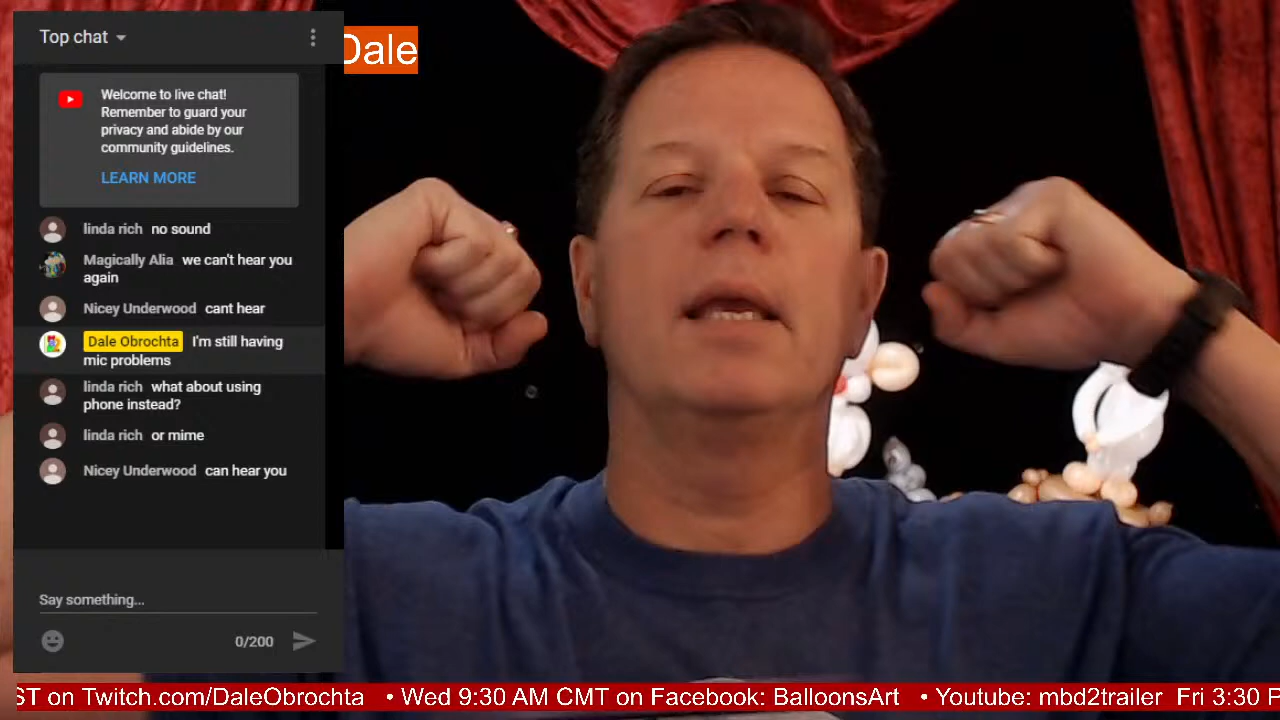 Top chat
Dale
Welcome to live chat!
Remember to guard your
privacy and abide by our
community guidelines.
LEARN MORE
linda rich no sound
Magically Alia we can't hear you
again
Nicey Underwood cant hear
Dale Obrochta I'm still having
mic problems
linda rich what about using
phone instead?
linda rich or mime
Nicey Underwood can hear you
Say something...
0/200
ST on Twitch.com/DaleObrochta • Wed 9:30 AM CMT on Facebook: BalloonsArt • Youtube: mbd2trailer Fri 3:30 P